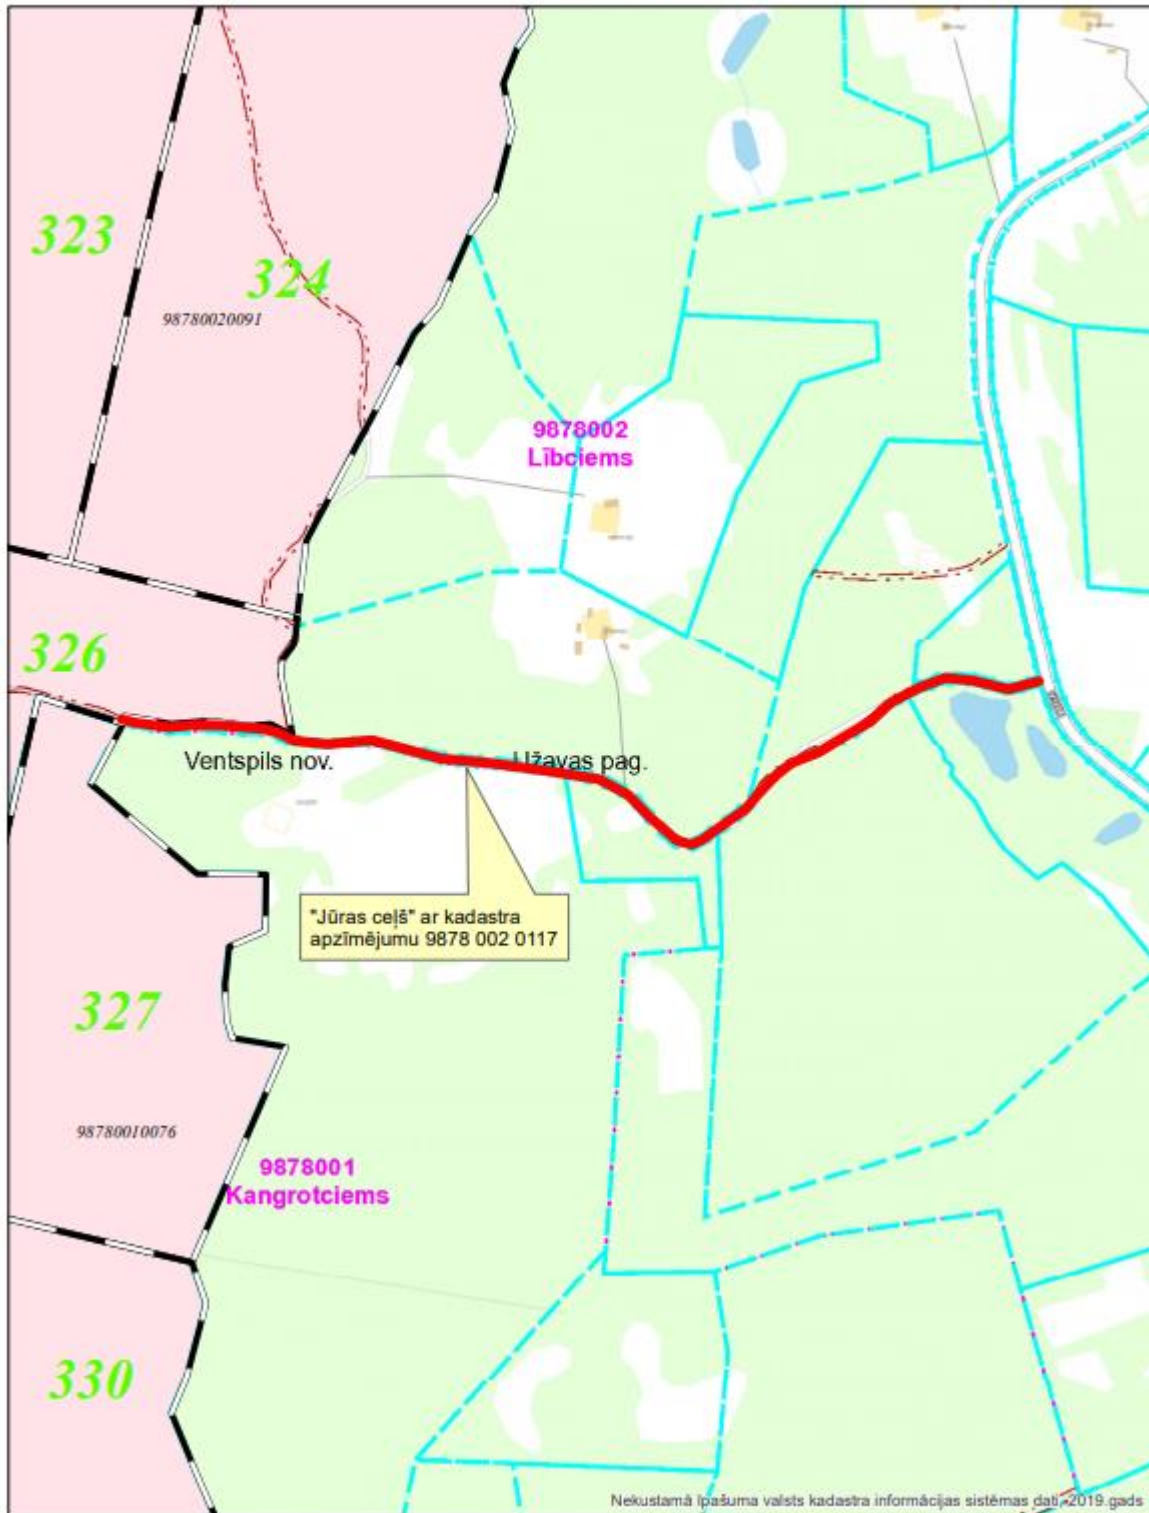 323
324
98780020091
9878002
Lībciems
326
Ventspils nov.
Užavas pag.
"Jūras ceļš" ar kadastra
apzīmējumu 9878 002 0117
327
98780010076
9878001
Kangrotciems
330
Nekustamā īpašuma valsts kadastra informācijas sistēmas dati, 2019.gads